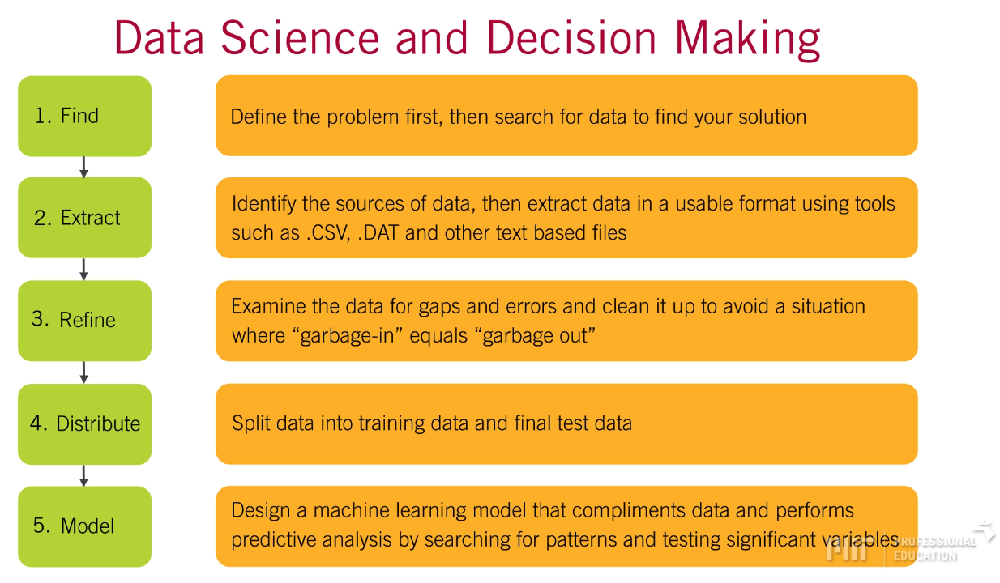 Data Science and Decision Making
1. Find
Define the problem first, then search for data to find your solution
2. Extract
Identify the sources of data, then extract data in a usable format using tools
such as .CSV, .DAT and other text based files
3. Refine
Examine the data for gaps and errors and clean it up to avoid a situation
where “garbage-in” equals “garbage out”
4. Distribute
Split data into training data and final test data
5. Model
Design a machine learning model that compliments data and performs
predictive analysis by searching for patterns and testing significant variables
PROFESSIONAL
EDUCATION